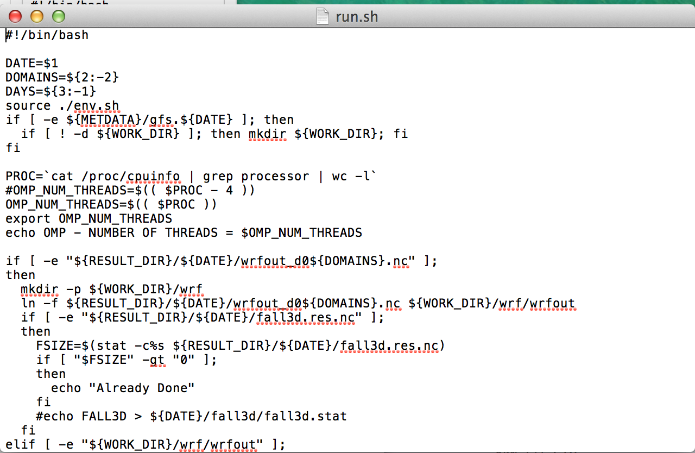 #!/bin/bash
run.sh
#!/bin/bash
DATE=$1
DOMAINS=${2:-2}
DAYS=${3:-1}
source ./env.sh
if [ -e ${METDATA}/gfs.${DATE} ]; then
  if [ ! -d ${WORK_DIR} ]; then mkdir ${WORK_DIR}; fi
fi
PROC=`cat /proc/cpuinfo | grep processor | wc -l`
#OMP_NUM_THREADS=$(( $PROC - 4 ))
OMP_NUM_THREADS=$(( $PROC ))
export OMP_NUM_THREADS
echo OMP - NUMBER OF THREADS = $OMP_NUM_THREADS
if [ -e "${RESULT_DIR}/${DATE}/wrfout_d0${DOMAINS}.nc" ];
then
  mkdir -p ${WORK_DIR}/wrf
  ln -f ${RESULT_DIR}/${DATE}/wrfout_d0${DOMAINS}.nc ${WORK_DIR}/wrf/wrfout
  if [ -e "${RESULT_DIR}/${DATE}/fall3d.res.nc" ];
  then
    FSIZE=$(stat -c%s ${RESULT_DIR}/${DATE}/fall3d.res.nc)
    if [ "$FSIZE" -gt "0" ];
    then
      echo "Already Done"
    fi
    #echo FALL3D > ${DATE}/fall3d/fall3d.stat
  fi
elif [ -e "${WORK_DIR}/wrf/wrfout" ];